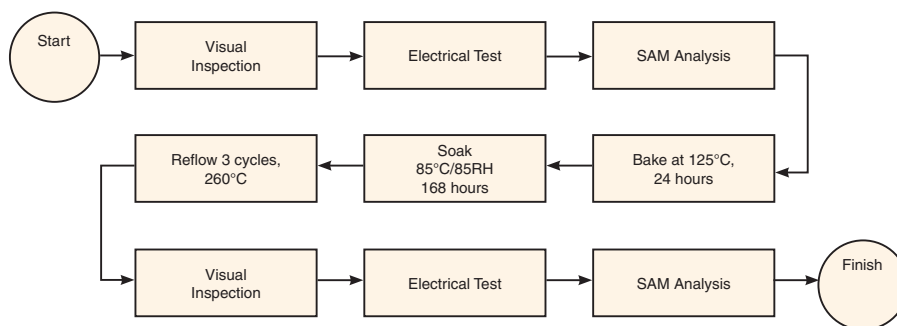 Start
Visual
Inspection
Electrical Test
SAM Analysis
Bake at 125°C,
24 hours
Soak
85°C/85RH
168 hours
Reflow 3 cycles,
260°C
Visual
Inspection
Electrical Test
SAM Analysis
Finish